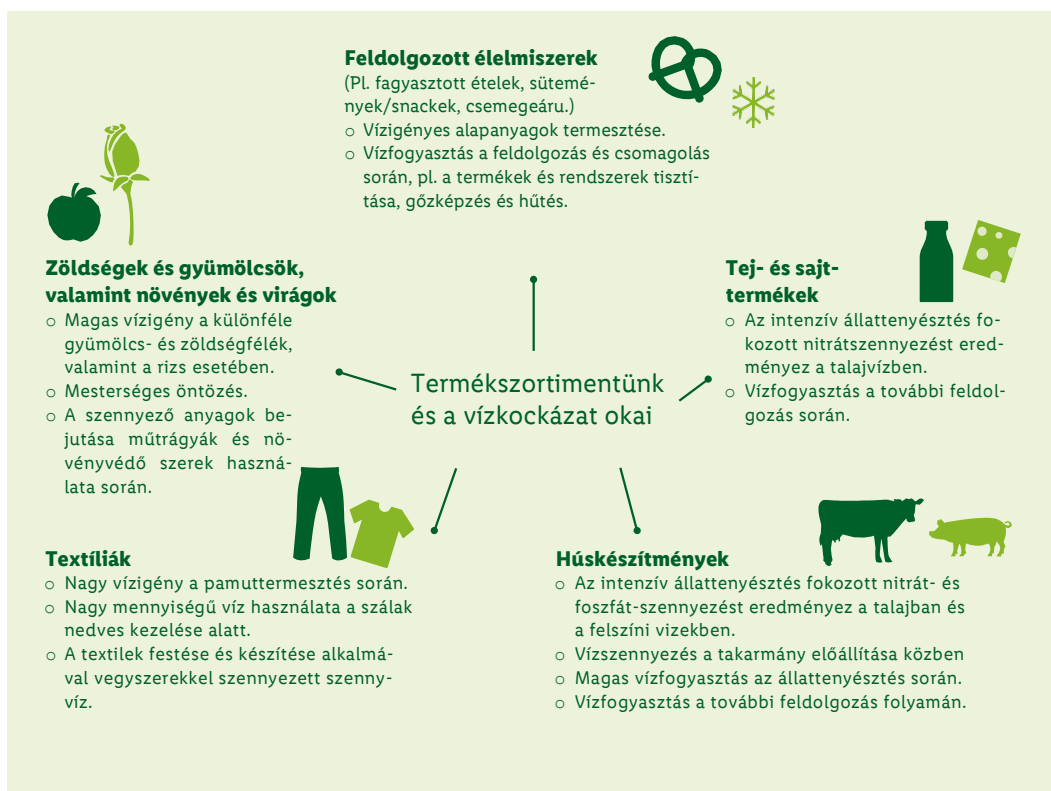 Feldolgozott élelmiszerek
(Pl. fagyasztott ételek, sütemé-
nyek/snackek, csemegeáru.)
o Vízigényes alapanyagok termesztése.
o Vízfogyasztás a feldolgozás és csomagolás
során, pl. a termékek és rendszerek tisztí-
tása, gőzképzés és hűtés.
Zöldségek és gyümölcsök,
valamint növények és virágok
o Magas vízigény a különféle
gyümölcs- és zöldségfélék,
valamint a rizs esetében.
o Mesterséges öntözés.
o A szennyező anyagok be-
jutása műtrágyák és nö-
vényvédő szerek haszná-
lata során.
Tej- és sajt-
termékek
o Az intenzív állattenyésztés fo-
kozott nitrátszennyezést ered-
ményez a talajvízben.
o Vízfogyasztás a további feldol-
gozás során.
Termékszortimentünk
és a vízkockázat okai
Textíliák
o Nagy vízigény a pamuttermesztés során.
o Nagy mennyiségű víz használata a szálak
nedves kezelése alatt.
o A textilek festése és készítése alkalmá-
val vegyszerekkel szennyezett szenny-
víz.
Húskészítmények
o Az intenzív állattenyésztés fokozott nitrát- és
foszfát-szennyezést eredményez a talajban és
a felszíni vizekben.
o Vízszennyezés a takarmány előállítása közben
o Magas vízfogyasztás az állattenyésztés során.
o Vízfogyasztás a további feldolgozás folyamán.